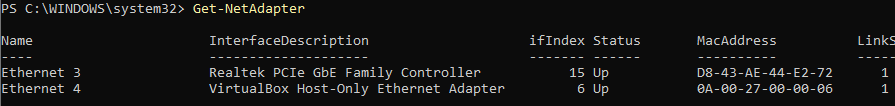 PS C:\WINDOWS\system32> Get-NetAdapter
Name InterfaceDescription ifIndex Status MacAddress LinkS
---- -------------------- ------- ------ ---------- -----
Ethernet 3 Realtek PCIe GbE Family Controller 15 Up D8-43-AE-44-E2-72 1
Ethernet 4 VirtualBox Host-Only Ethernet Adapter 6 Up 0A-00-27-00-00-06 1